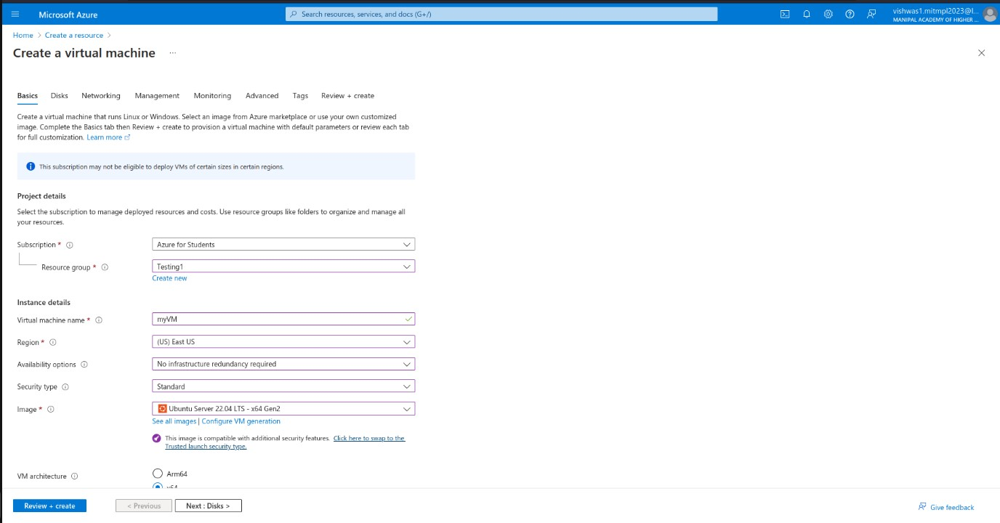 Microsoft Azure
Search resources, services, and docs (G+/)
vishwas1.mitmpl2023@l...
MANIPAL ACADEMY OF HIGHER ...
Home > Create a resource >
Create a virtual machine ...
Basics Disks Networking Management Monitoring Advanced Tags Review + create
Create a virtual machine that runs Linux or Windows. Select an image from Azure marketplace or use your own customized
image. Complete the Basics tab then Review + create to provision a virtual machine with default parameters or review each tab
for full customization. Learn more
This subscription may not be eligible to deploy VMs of certain sizes in certain regions.
Project details
Select the subscription to manage deployed resources and costs. Use resource groups like folders to organize and manage all
your resources.
Subscription * Azure for Students
Resource group * Testing1
Create new
Instance details
Virtual machine name * myVM
Region * (US) East US
Availability options No infrastructure redundancy required
Security type Standard
Image * Ubuntu Server 22.04 LTS - x64 Gen2
See all images | Configure VM generation
This image is compatible with additional security features. Click here to swap to the
Trusted launch security type.
VM architecture Arm64
x64
Review + create < Previous Next : Disks > Give feedback